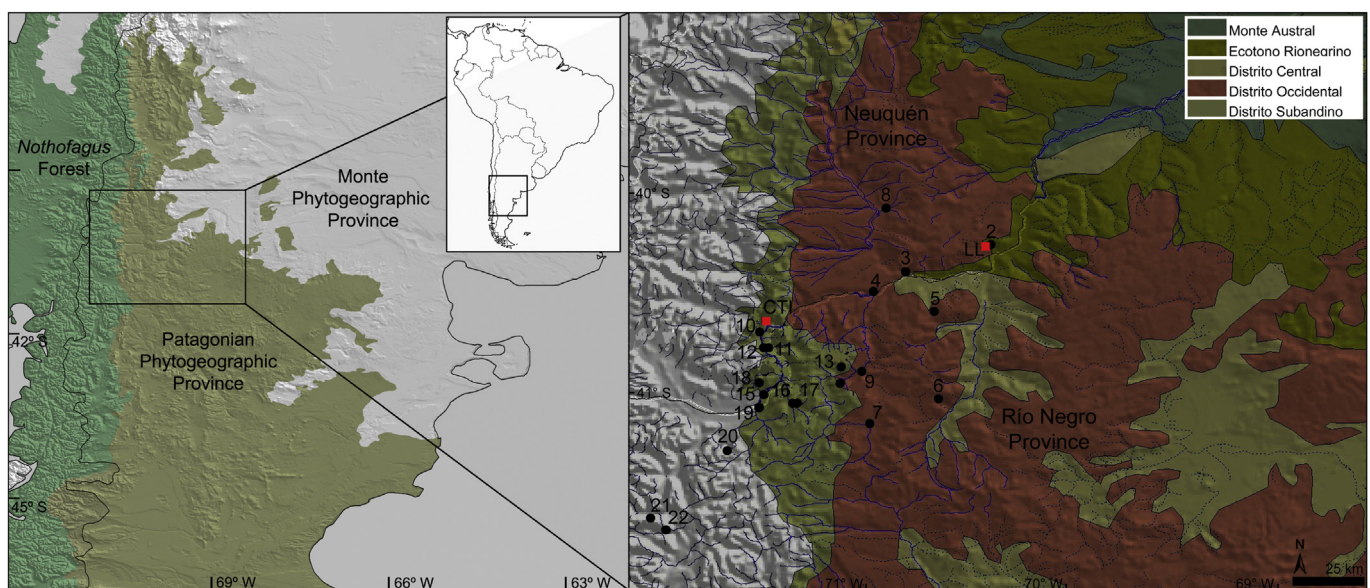 Nothofagus
Forest
Monte
Phytogeographic
Province
Patagonian
Phytogeographic
Province
42° S
45° S
69° W
66° W
63° W
Monte Austral
Ecotono Rionegrino
Distrito Central
Distrito Occidental
Distrito Subandino
Neuquén
Province
40° S
8
2
LL
3
4
5
CTI
10
12
11
13
9
18
16
17
15
41° S
19
6
7
Río Negro
Province
20
21
22
71° W
70° W
69° W
N
25 km